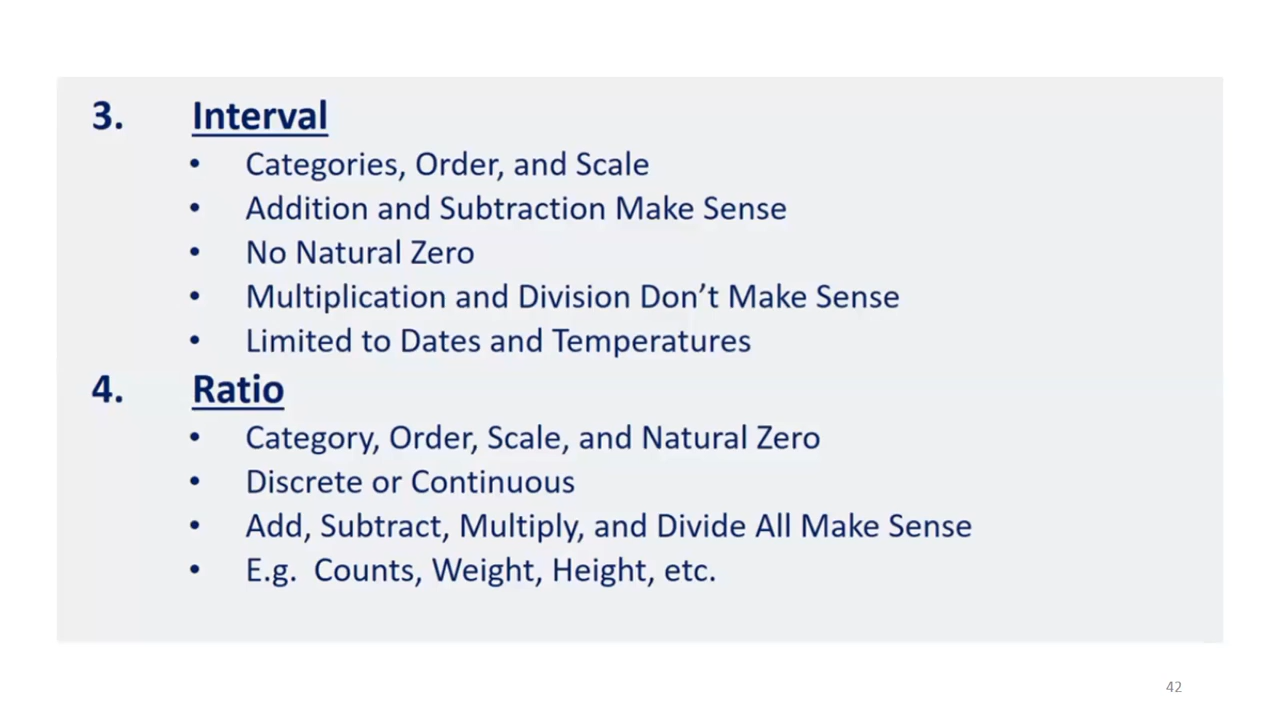 3. Interval
• Categories, Order, and Scale
• Addition and Subtraction Make Sense
• No Natural Zero
• Multiplication and Division Don’t Make Sense
• Limited to Dates and Temperatures
4. Ratio
• Category, Order, Scale, and Natural Zero
• Discrete or Continuous
• Add, Subtract, Multiply, and Divide All Make Sense
• E.g. Counts, Weight, Height, etc.
42